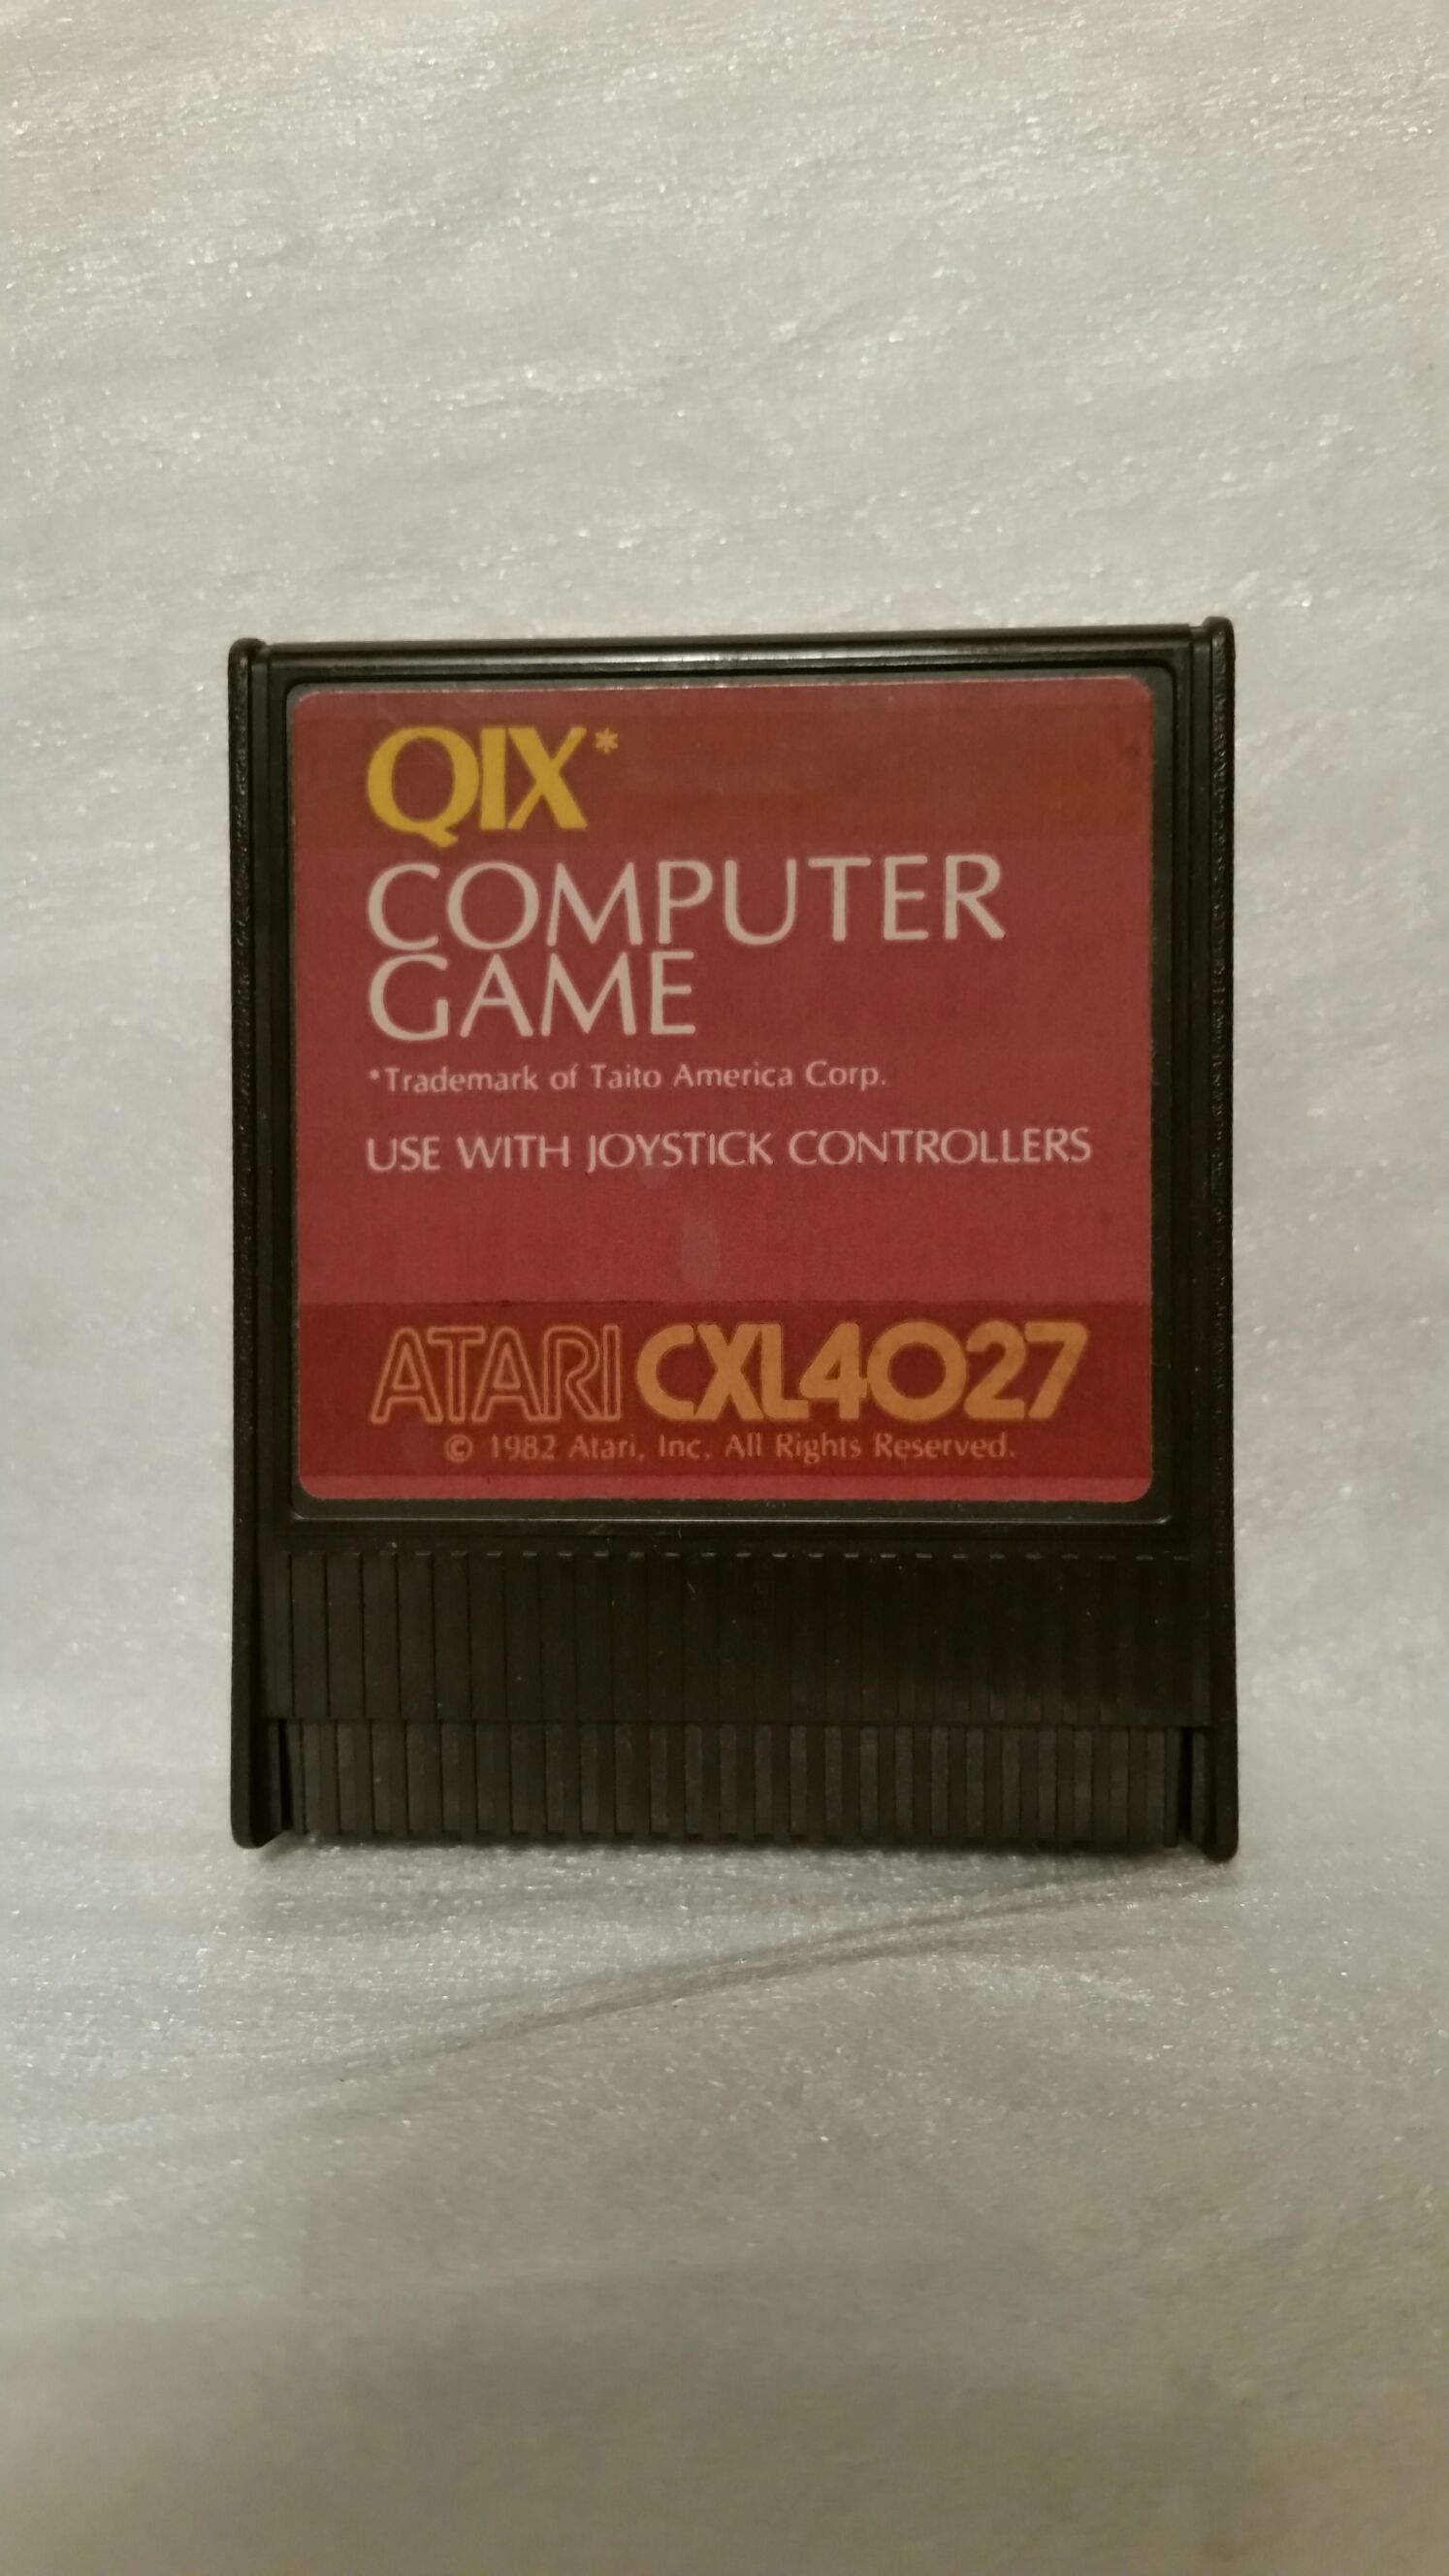 QIX*
COMPUTER
GAME
*Trademark of Taito America Corp.
USE WITH JOYSTICK CONTROLLERS
ATARI CXL4027
© 1982 Atari, Inc. All Rights Reserved.